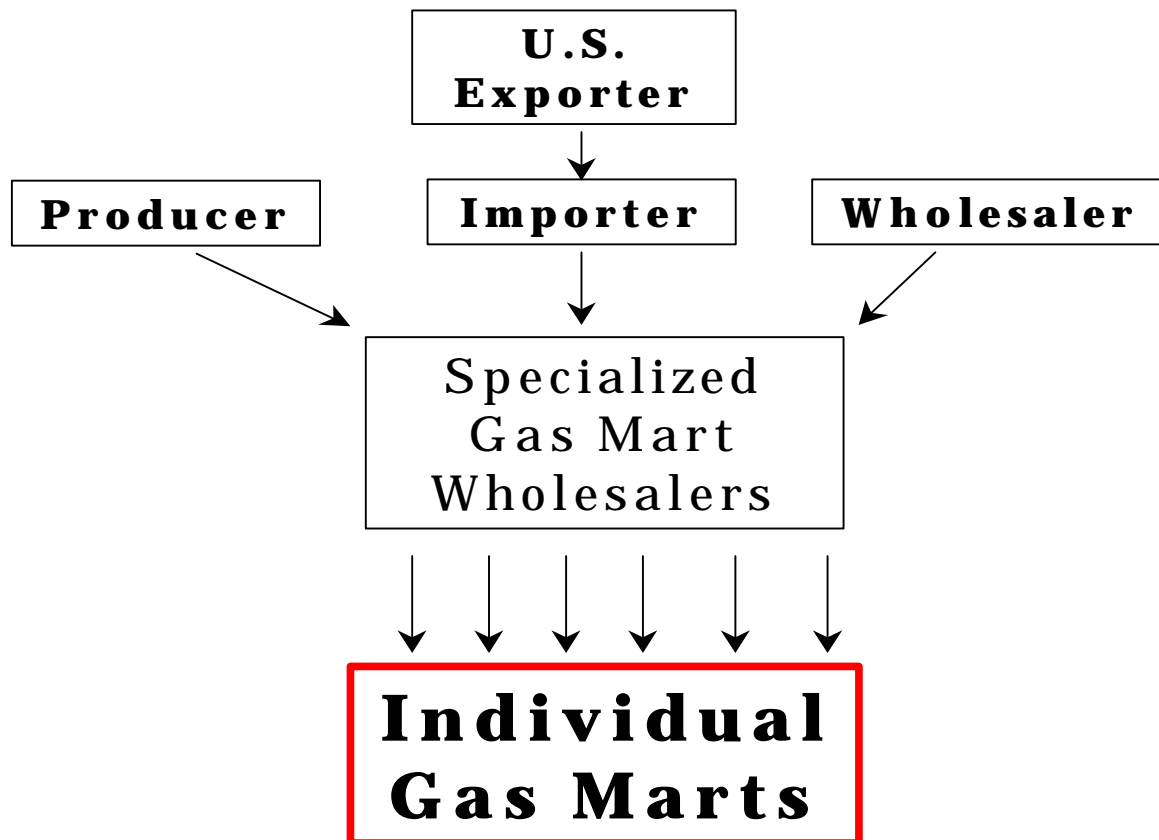 U.S.
Exporter
Producer
Importer
Wholesaler
Specialized
Gas Mart
Wholesalers
Individual
Gas Marts